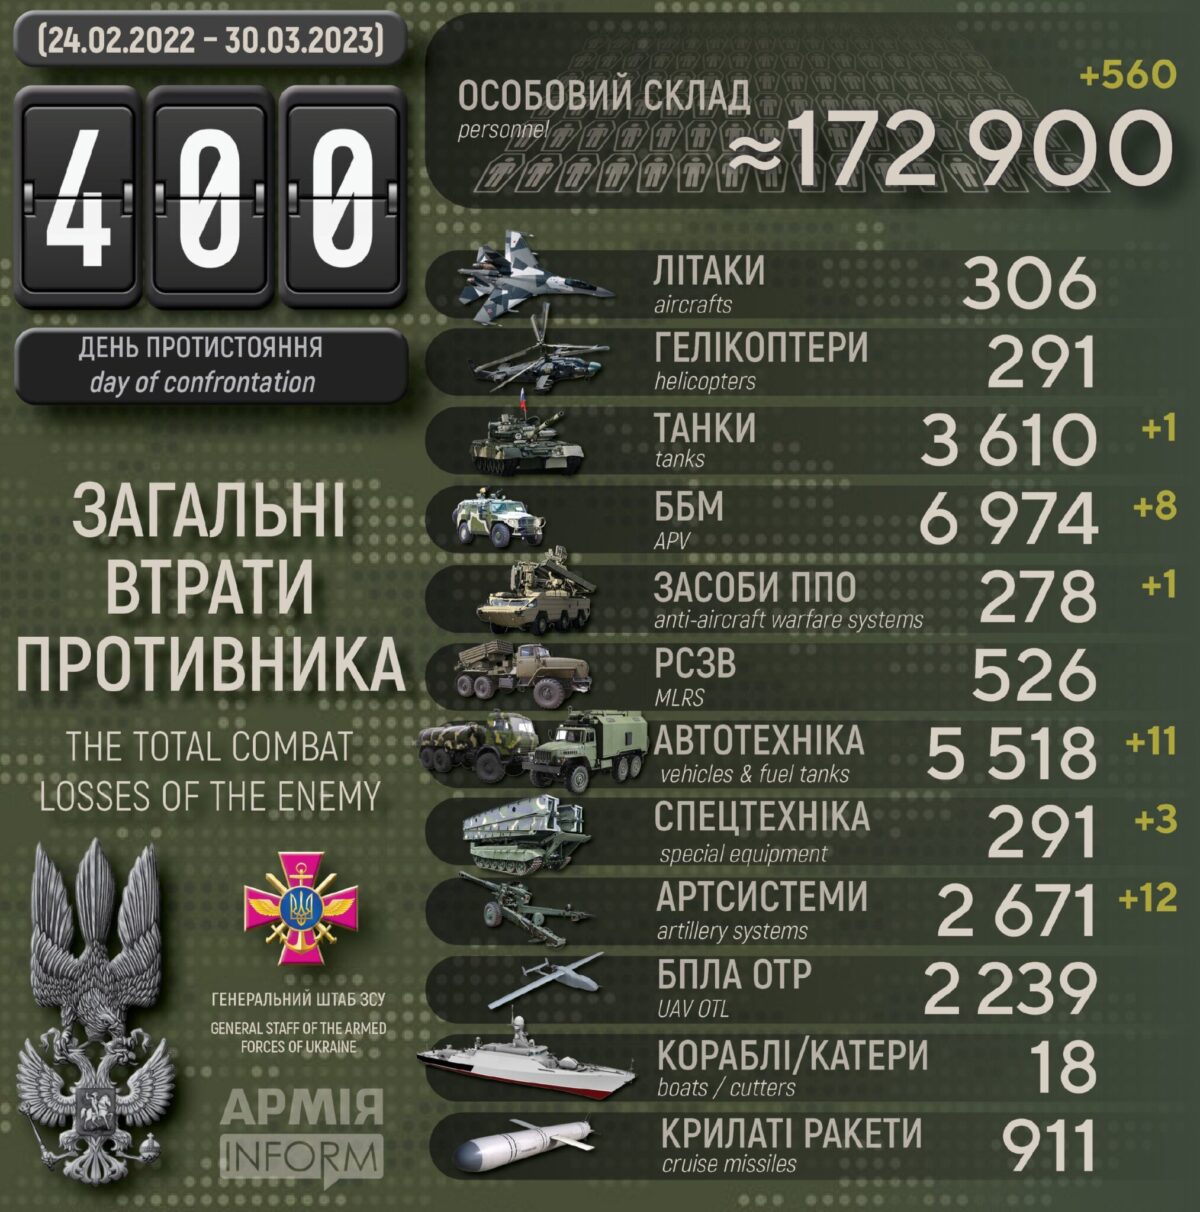 (24.02.2022 – 30.03.2023)
400
ДЕНЬ ПРОТИСТОЯННЯ
day of confrontation
ЗАГАЛЬНІ
ВТРАТИ
ПРОТИВНИКА
THE TOTAL COMBAT
LOSSES OF THE ENEMY
ГЕНЕРАЛЬНИЙ ШТАБ ЗСУ
GENERAL STAFF OF THE ARMED
FORCES OF UKRAINE
АРМІЯ
INFORM
ОСОБОВИЙ СКЛАД
personnel
+560
≈172 900
ЛІТАКИ
aircrafts
306
ГЕЛІКОПТЕРИ
helicopters
291
ТАНКИ
tanks
3 610 +1
ББМ
APV
6 974 +8
ЗАСОБИ ППО
anti-aircraft warfare systems
278 +1
РСЗВ
MLRS
526
АВТОТЕХНІКА
vehicles & fuel tanks
5 518 +11
СПЕЦТЕХНІКА
special equipment
291 +3
АРТСИСТЕМИ
artillery systems
2 671 +12
БПЛА ОТР
UAV OTL
2 239
КОРАБЛІ/КАТЕРИ
boats / cutters
18
КРИЛАТІ РАКЕТИ
cruise missiles
911